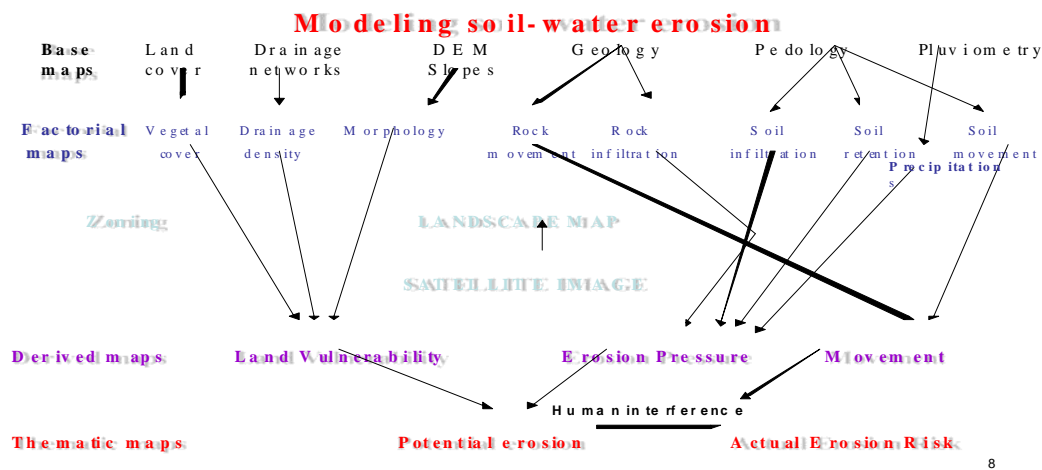 Modeling soil-water erosion
Base maps
Land cover
Drainage networks
DEM Slopes
Geology
Pedology
Pluviometry
Factorial maps
Vegetal cover
Drainage density
Morphology
Rock movement
Rock infiltration
Soil infiltration
Soil retention
Soil movement
Precipitations
Zoning
LANDSCAPE MAP
SATELLITE IMAGE
Derived maps
Land Vulnerability
Erosion Pressure
Movement
Human interference
Thematic maps
Potential erosion
Actual Erosion Risk
8